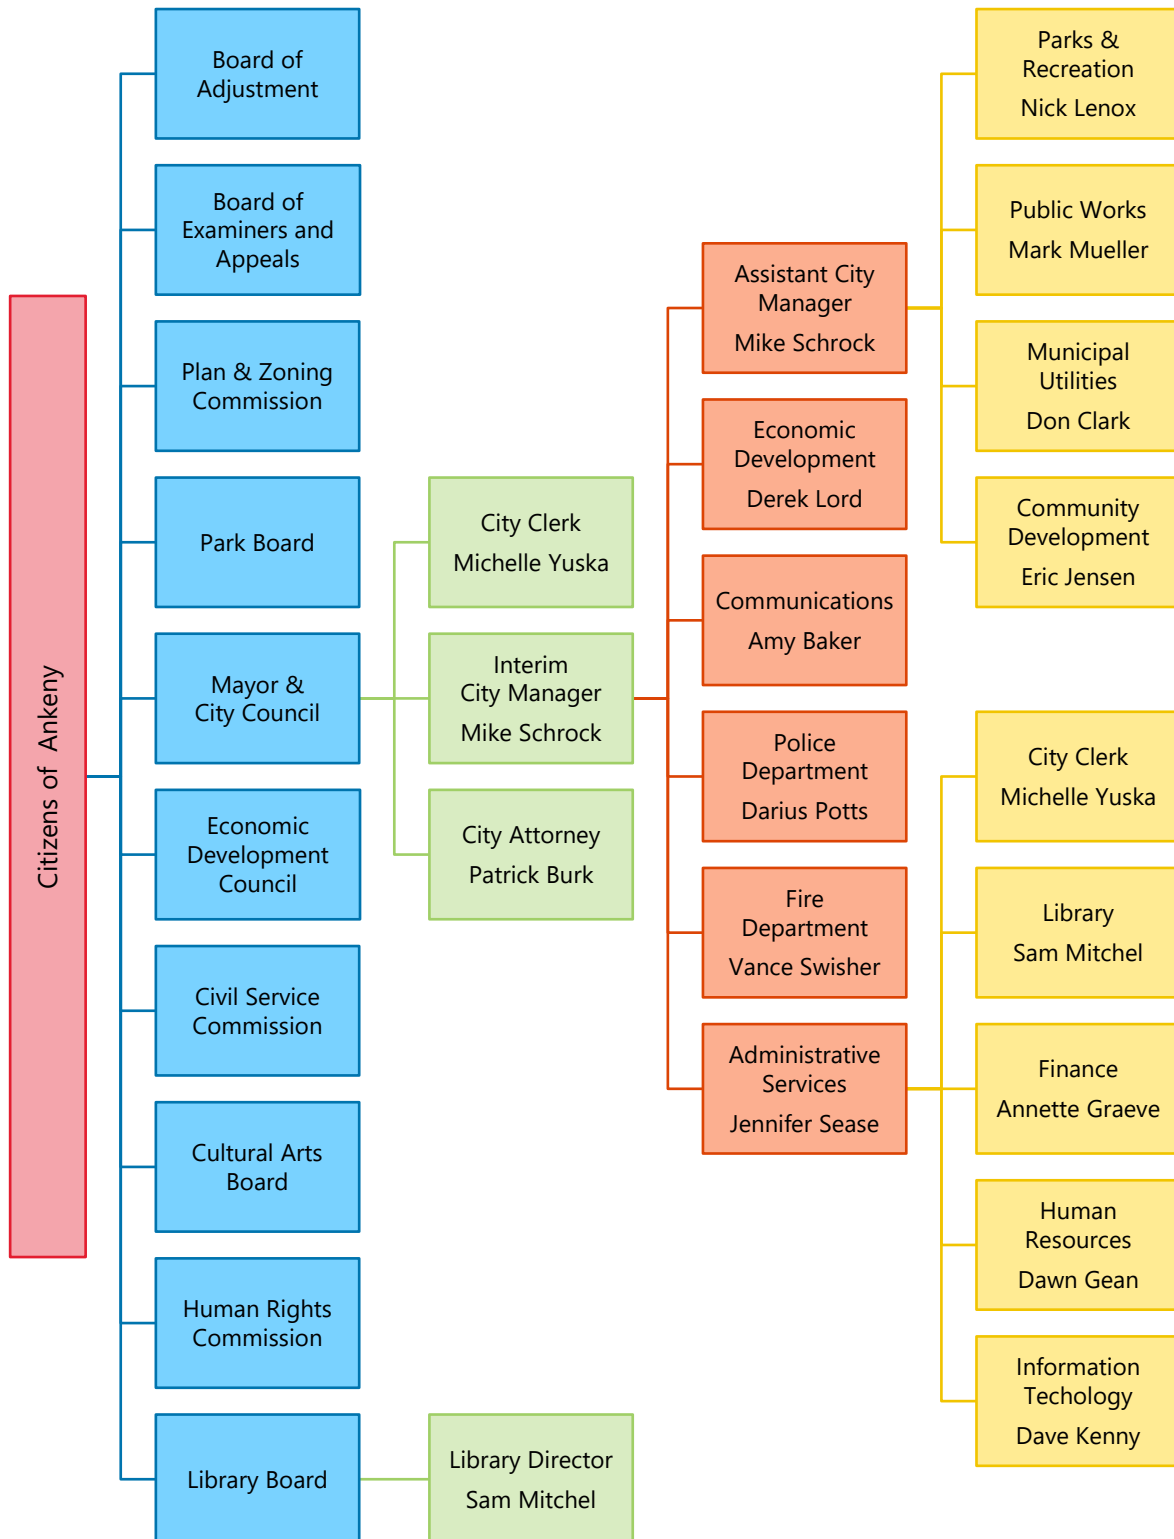 Citizens of Ankeny
Board of
Adjustment
Board of
Examiners and
Appeals
Plan & Zoning
Commission
Park Board
Mayor &
City Council
Economic
Development
Council
Civil Service
Commission
Cultural Arts
Board
Human Rights
Commission
Library Board
City Clerk
Michelle Yuska
Interim
City Manager
Mike Schrock
City Attorney
Patrick Burk
Library Director
Sam Mitchel
Assistant City
Manager
Mike Schrock
Economic
Development
Derek Lord
Communications
Amy Baker
Police
Department
Darius Potts
Fire
Department
Vance Swisher
Administrative
Services
Jennifer Sease
Parks &
Recreation
Nick Lenox
Public Works
Mark Mueller
Municipal
Utilities
Don Clark
Community
Development
Eric Jensen
City Clerk
Michelle Yuska
Library
Sam Mitchel
Finance
Annette Graeve
Human
Resources
Dawn Gean
Information
Techology
Dave Kenny